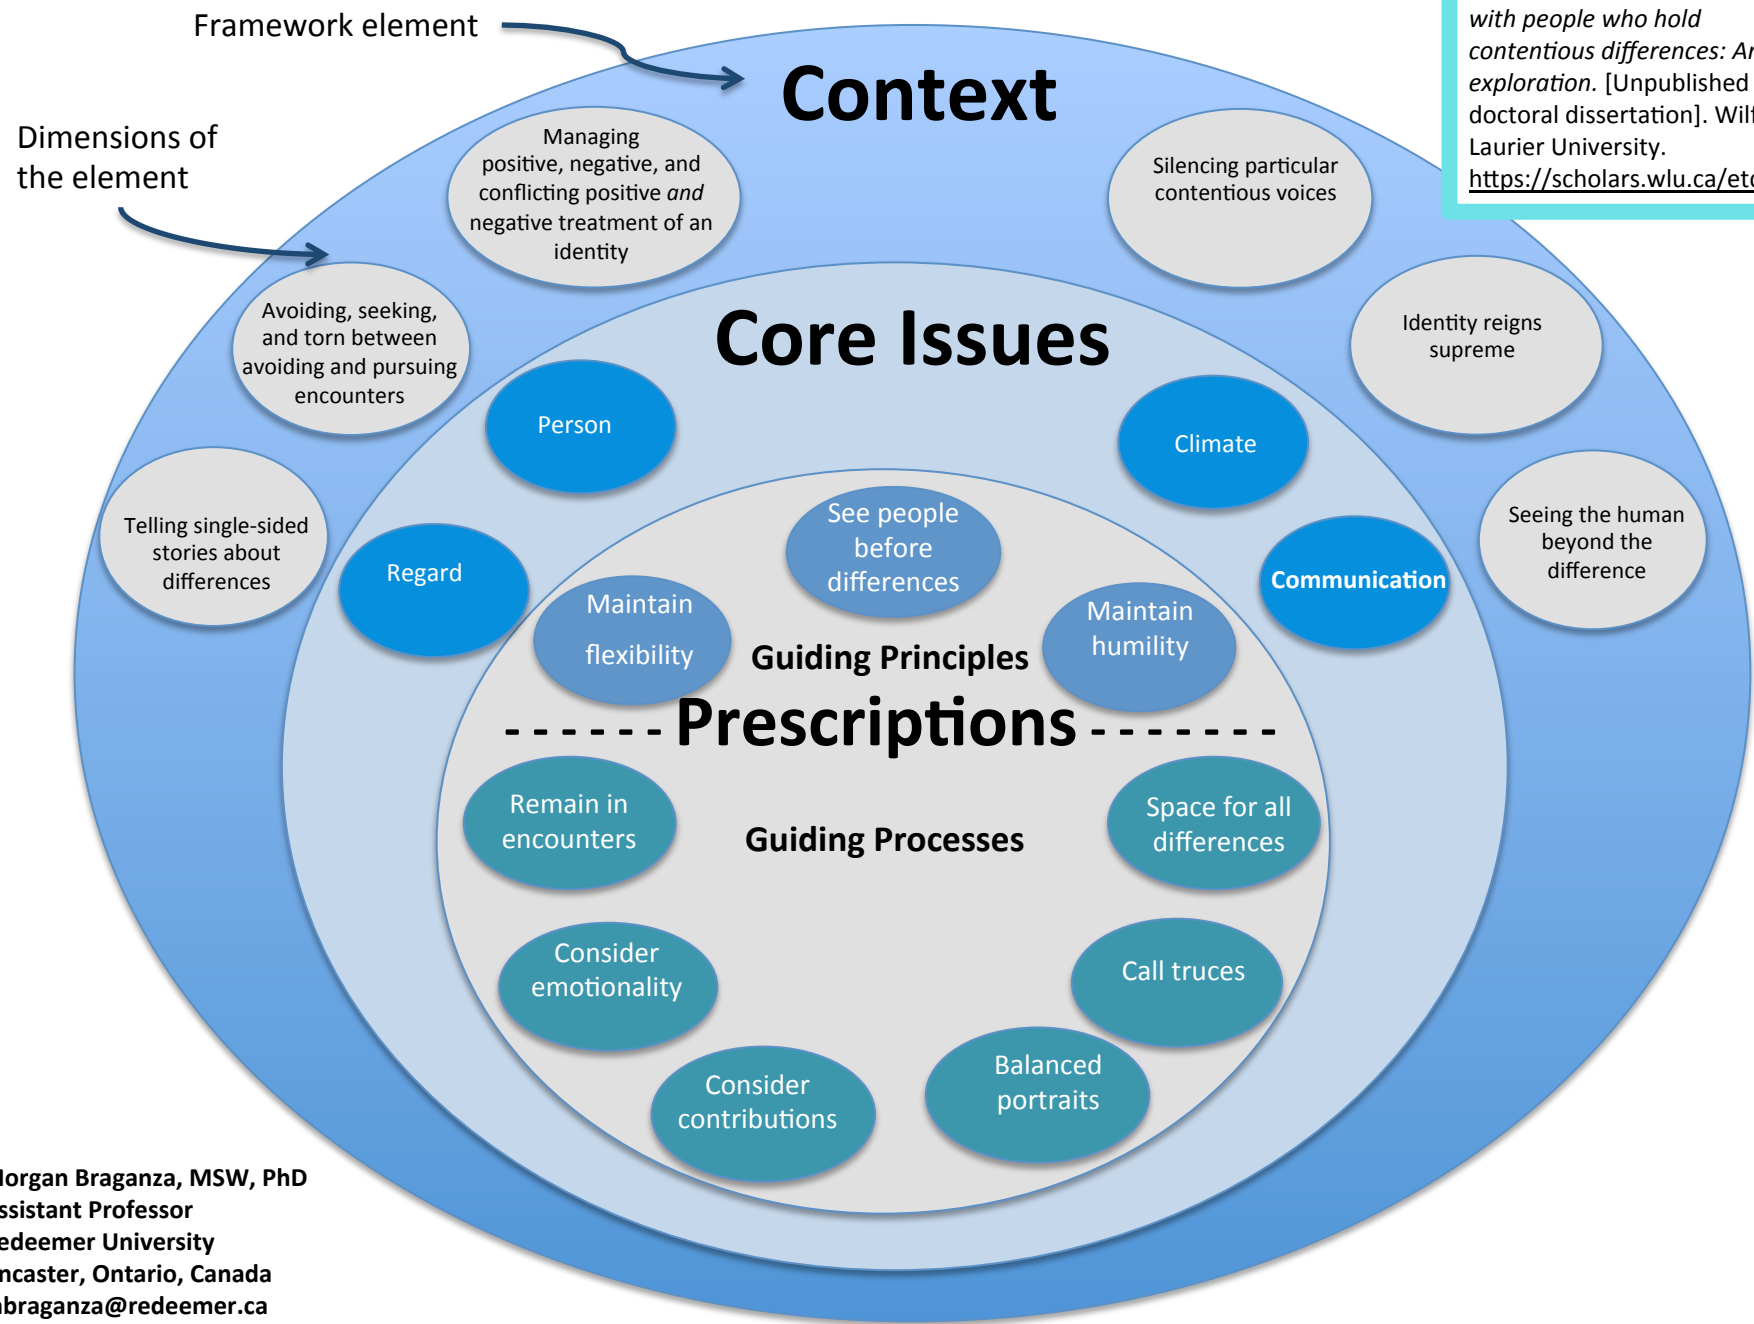 Framework element
Dimensions of
the element
with people who hold
contentious differences: An
exploration. [Unpublished
doctoral dissertation]. Wilf
Laurier University.
https://scholars.wlu.ca/etd
Context
Managing
positive, negative, and
conflicting positive and
negative treatment of an
identity
Silencing particular
contentious voices
Avoiding, seeking,
and torn between
avoiding and pursuing
encounters
Identity reigns
supreme
Telling single-sided
stories about
differences
Seeing the human
beyond the
difference
Core Issues
Person
Climate
Regard
Communication
See people
before
differences
Maintain
flexibility
Maintain
humility
Guiding Principles
- - - - - - Prescriptions - - - - - - -
Guiding Processes
Remain in
encounters
Space for all
differences
Consider
emotionality
Call truces
Consider
contributions
Balanced
portraits
Morgan Braganza, MSW, PhD
ssistant Professor
edeemer University
ncaster, Ontario, Canada
braganza@redeemer.ca